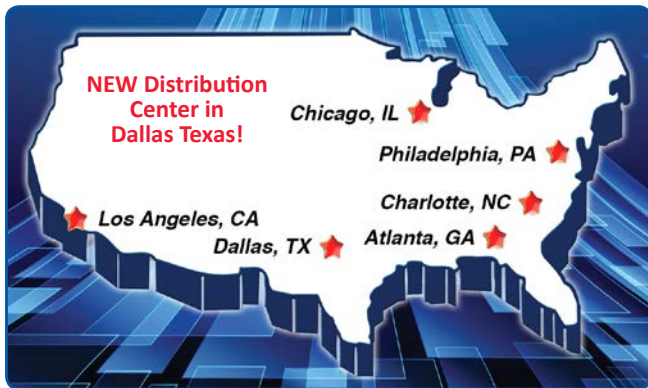 NEW Distribution
Center in
Dallas Texas!
Chicago, IL
Philadelphia, PA
Charlotte, NC
Los Angeles, CA
Dallas, TX
Atlanta, GA